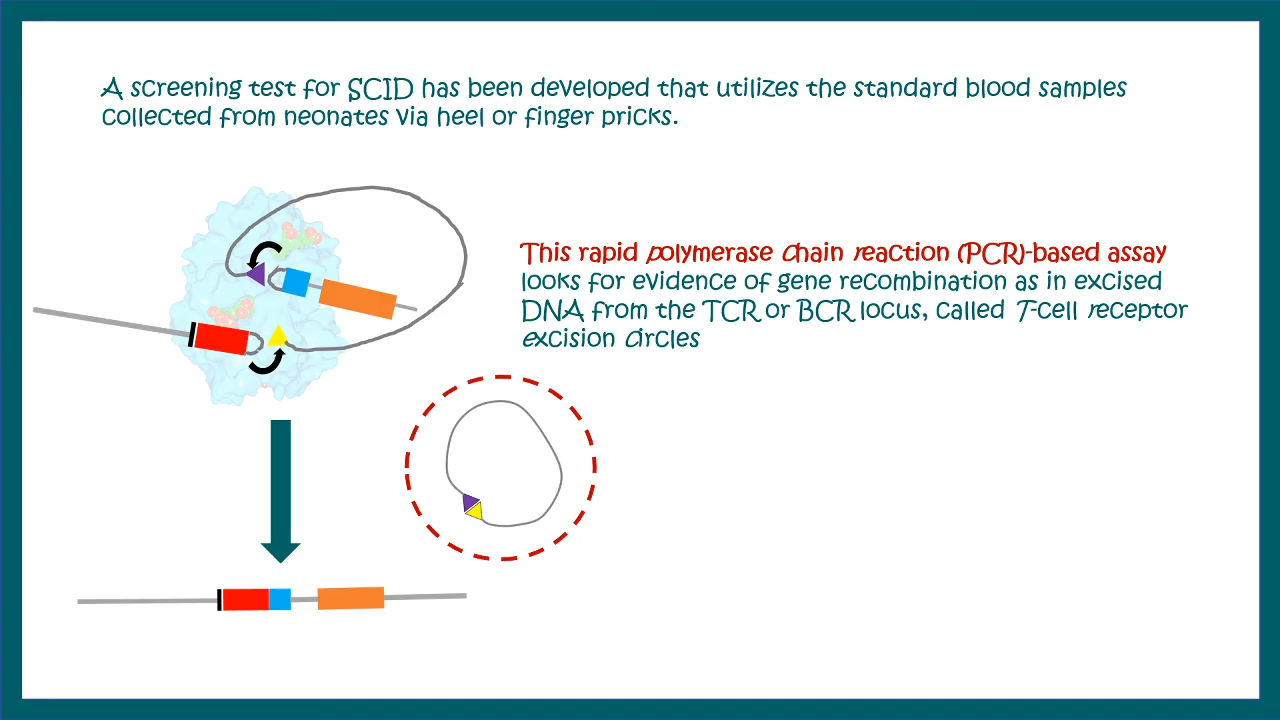 A screening test for SCID has been developed that utilizes the standard blood samples
collected from neonates via heel or finger pricks.
This rapid polymerase chain reaction (PCR)-based assay
looks for evidence of gene recombination as in excised
DNA from the TCR or BCR locus, called T-cell receptor
excision circles